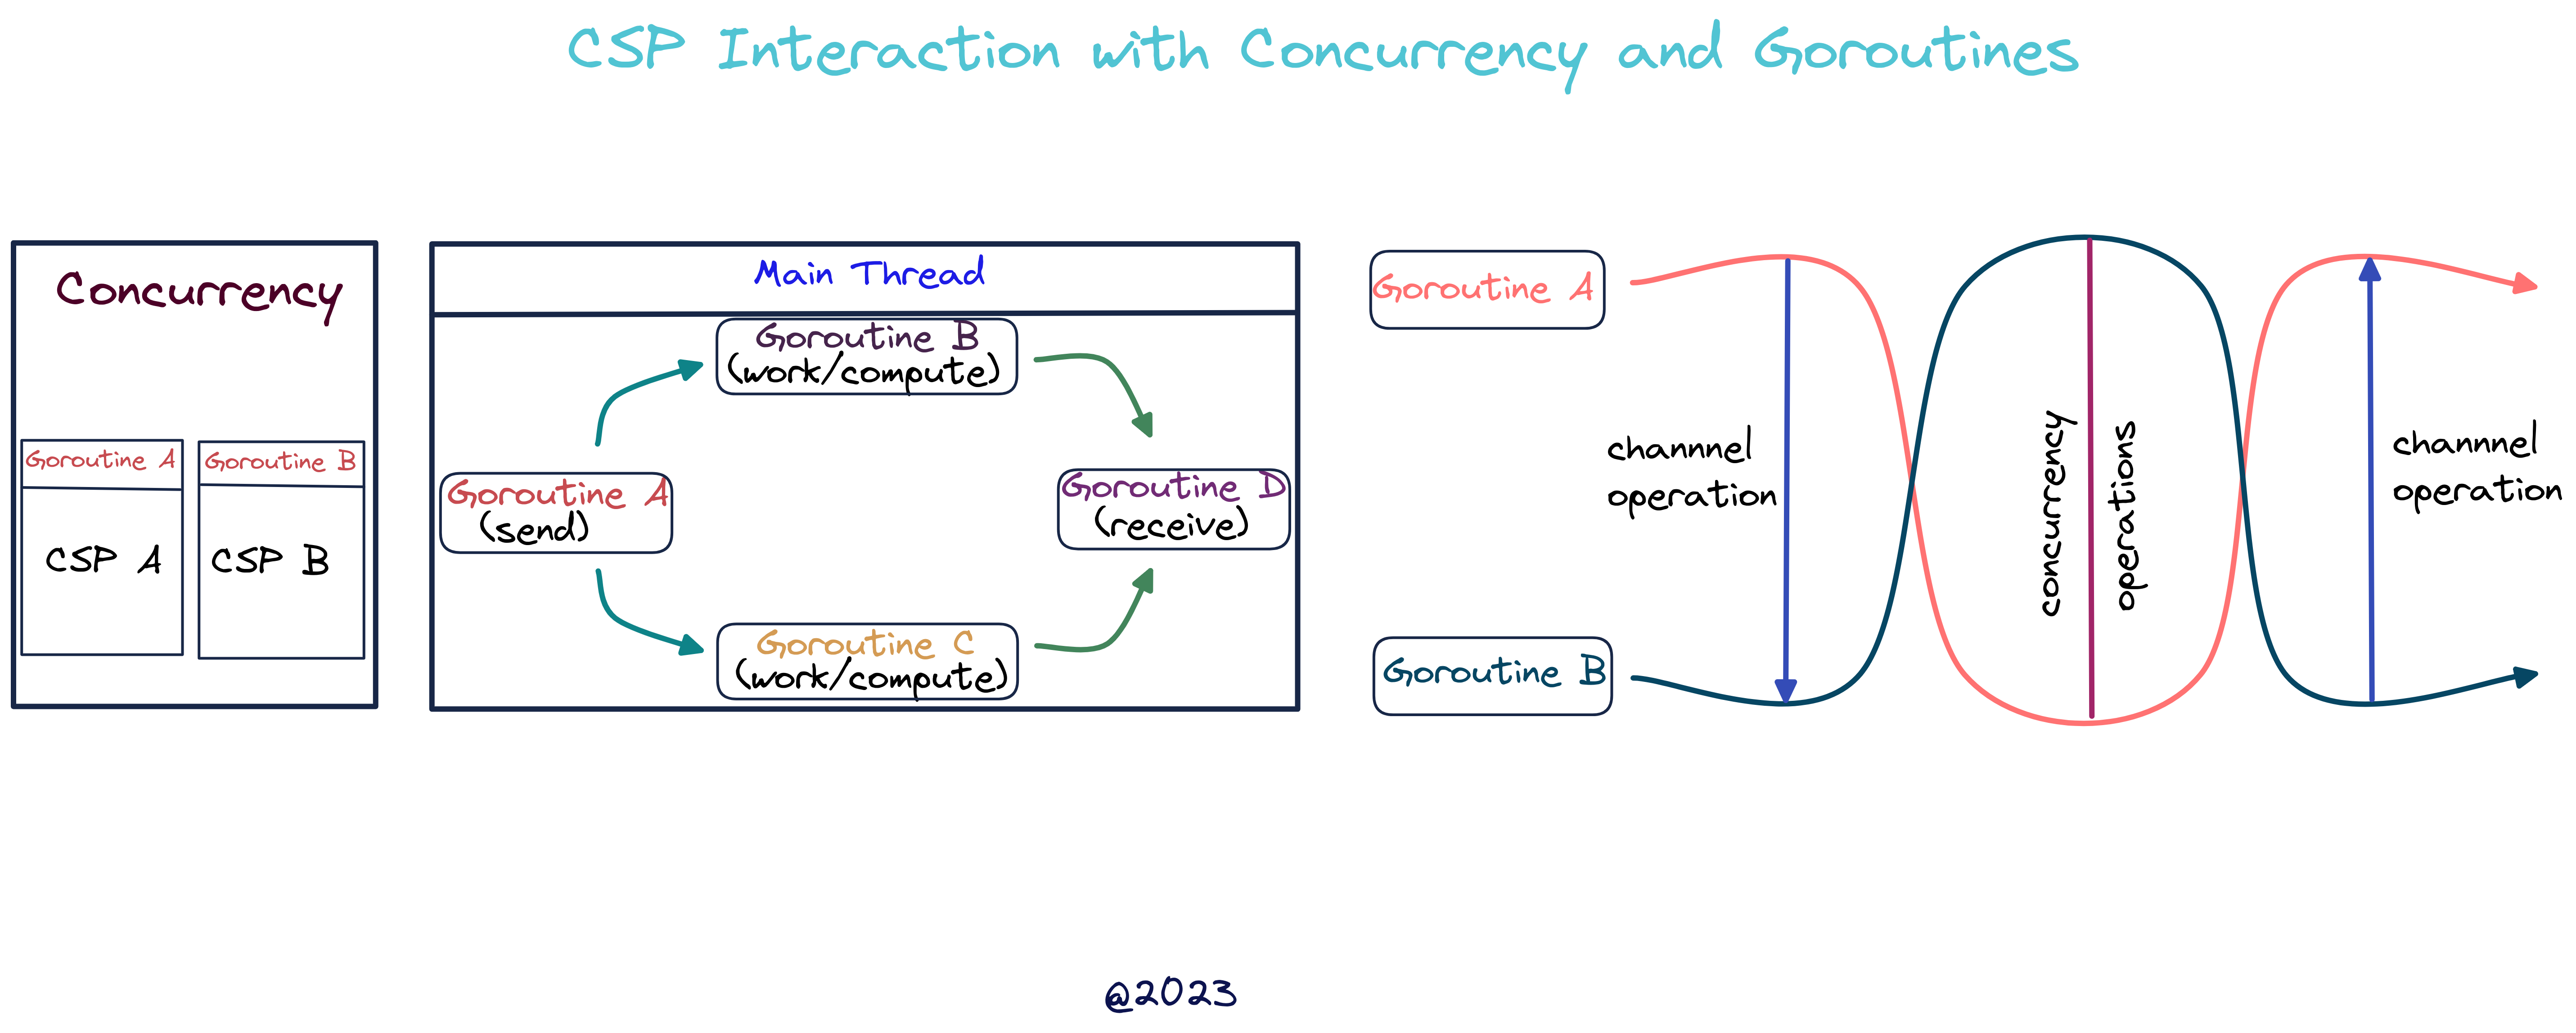 CSP Interaction with Concurrency and Goroutines
Concurrency
Goroutine A
CSP A
Goroutine B
CSP B
Main Thread
Goroutine B
(work/compute)
Goroutine A
(send)
Goroutine D
(receive)
Goroutine C
(work/compute)
Goroutine A
Goroutine B
channnel
operation
concurrency
operations
channnel
operation
@2023